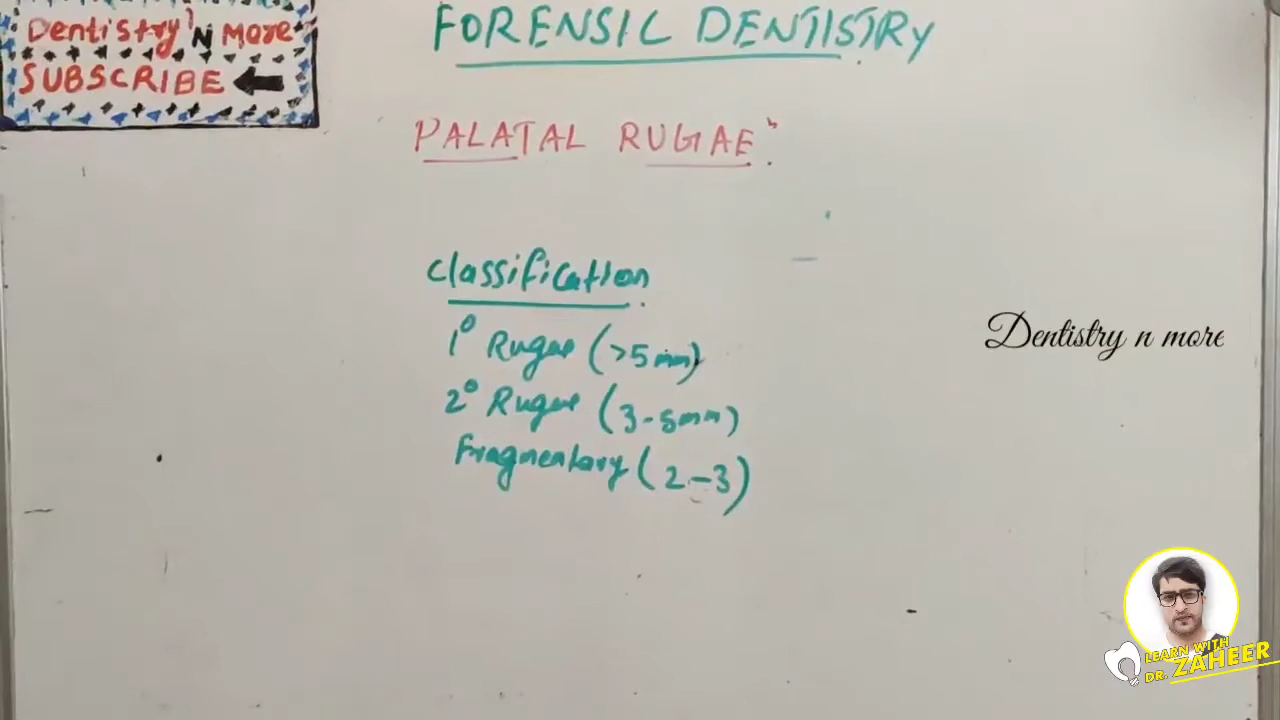 Dentistry 'N More
SUBSCRIBE
FORENSIC DENTISTRY
PALATAL RUGAE"
Classification
1° Rugae (>5mm)
2° Rugae (3-5mm)
Fragmentary (2-3)
Dentistry n more
LEARN WITH
DR. ZAHEER